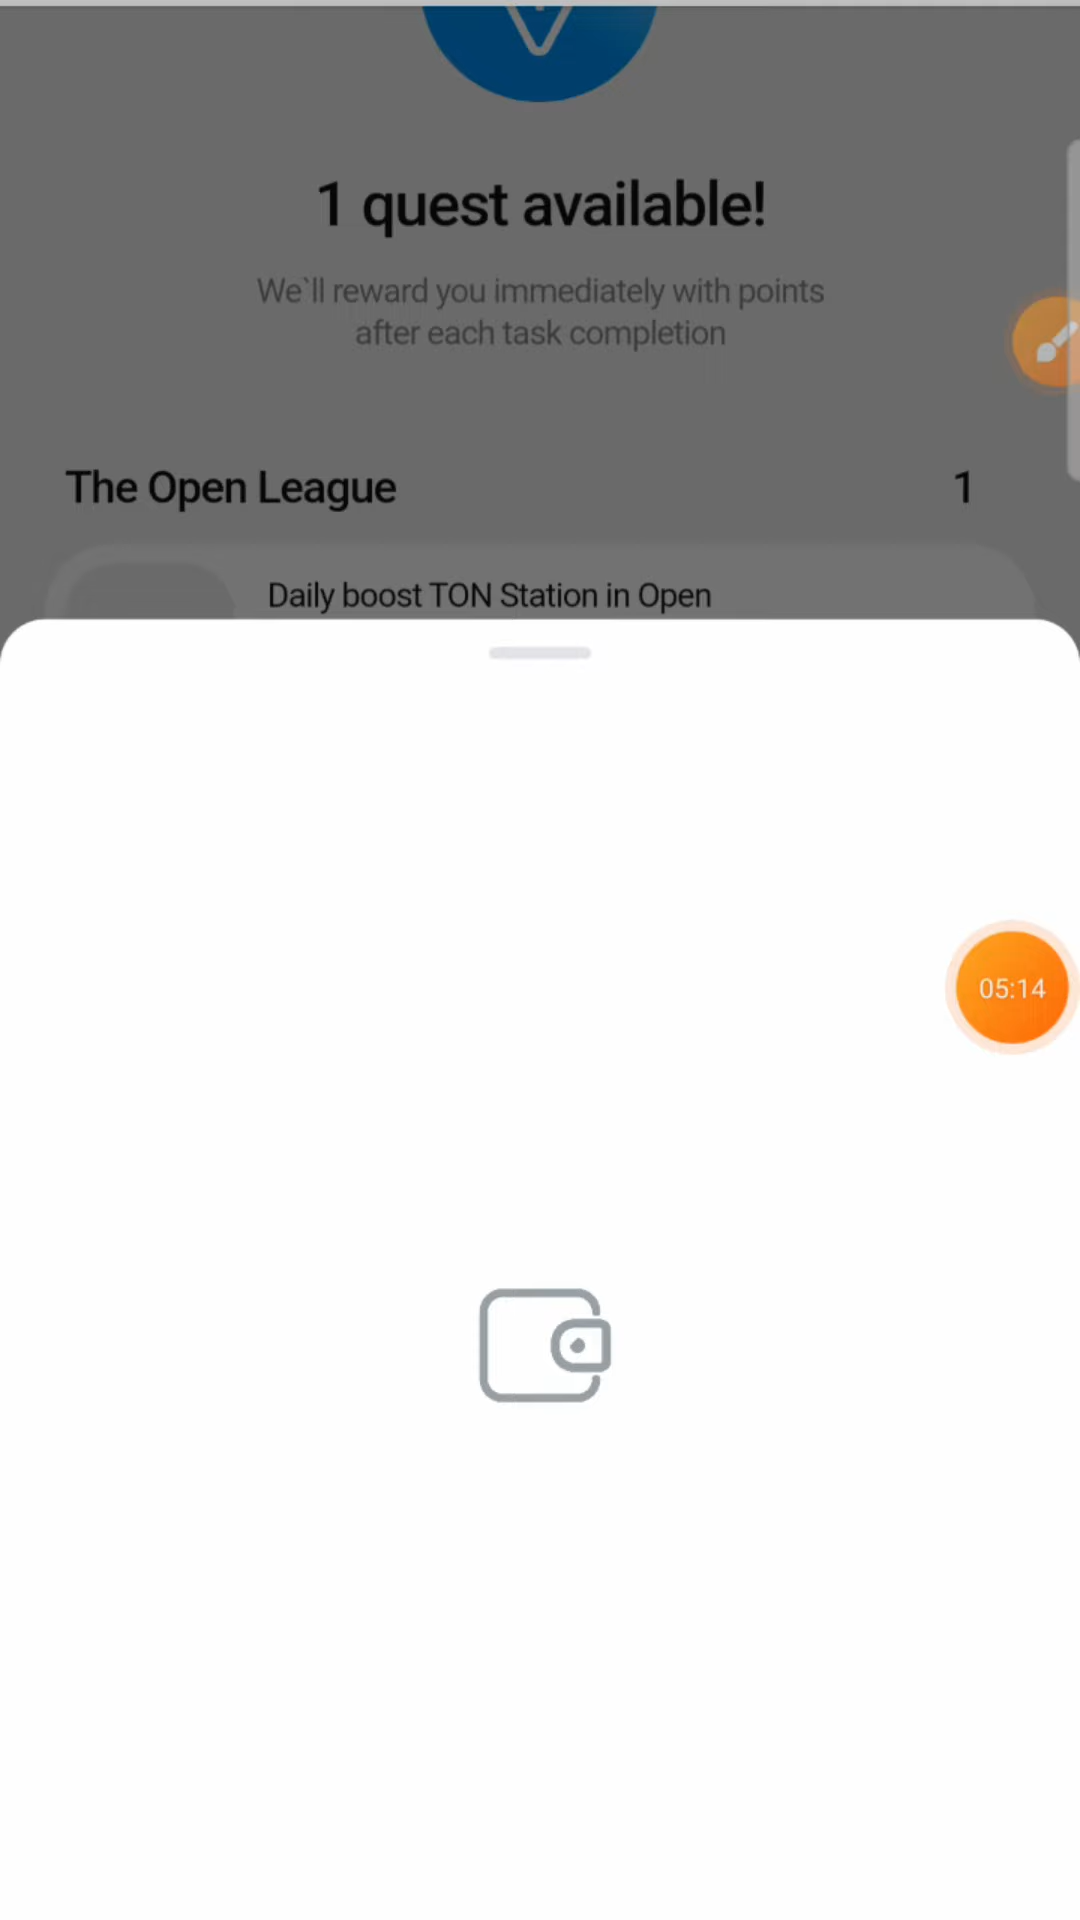 1 quest available!
We`ll reward you immediately with points
after each task completion
The Open League
1
Daily boost TON Station in Open
05:14